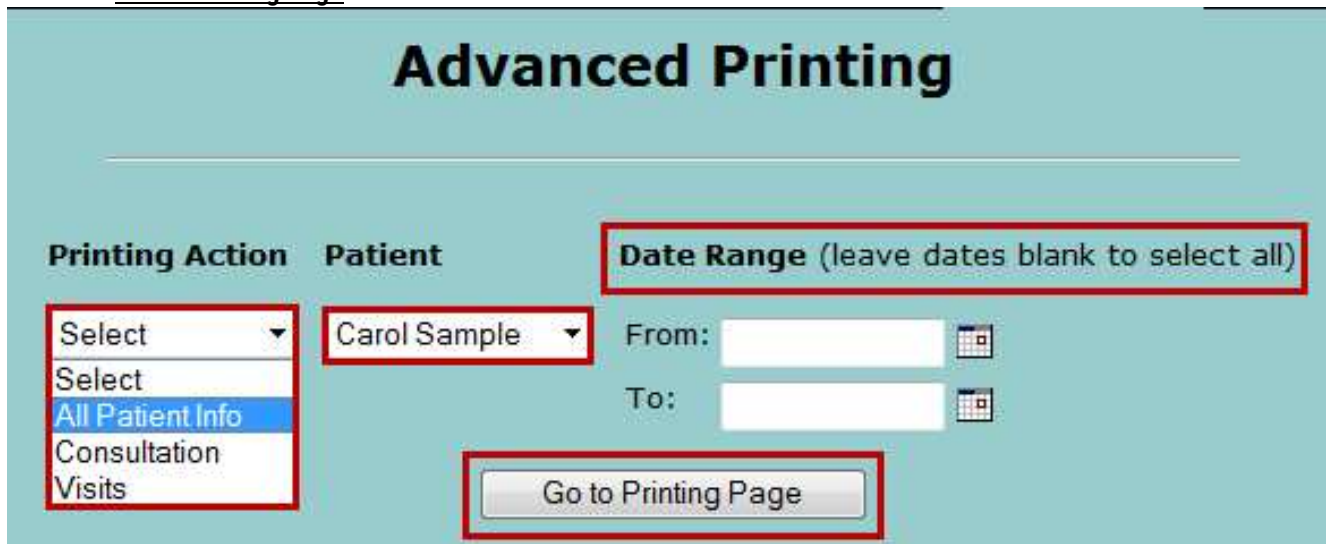 Advanced Printing
Printing Action Patient Date Range (leave dates blank to select all)
Select Carol Sample From:
Select
All Patient Info To:
Consultation
Visits
Go to Printing Page